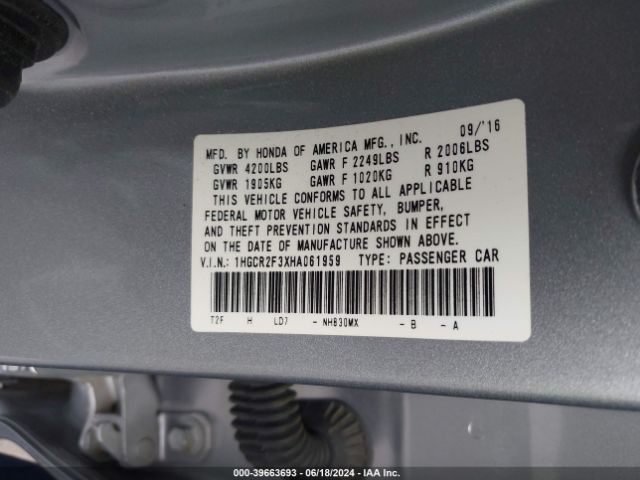 MFD. BY HONDA OF AMERICA MFG., INC. 09/'16
GVWR 4200LBS GAWR F 2249LBS R 2006LBS
GVWR 1905KG GAWR F 1020KG R 910KG
THIS VEHICLE CONFORMS TO ALL APPLICABLE
FEDERAL MOTOR VEHICLE SAFETY, BUMPER,
AND THEFT PREVENTION STANDARDS IN EFFECT
ON THE DATE OF MANUFACTURE SHOWN ABOVE.
V.I.N.: 1HGCR2F3XHA061959 TYPE: PASSENGER CAR
T2F H LD7 - NH830MX - B - A
000-39663693 - 06/18/2024 - IAA Inc.